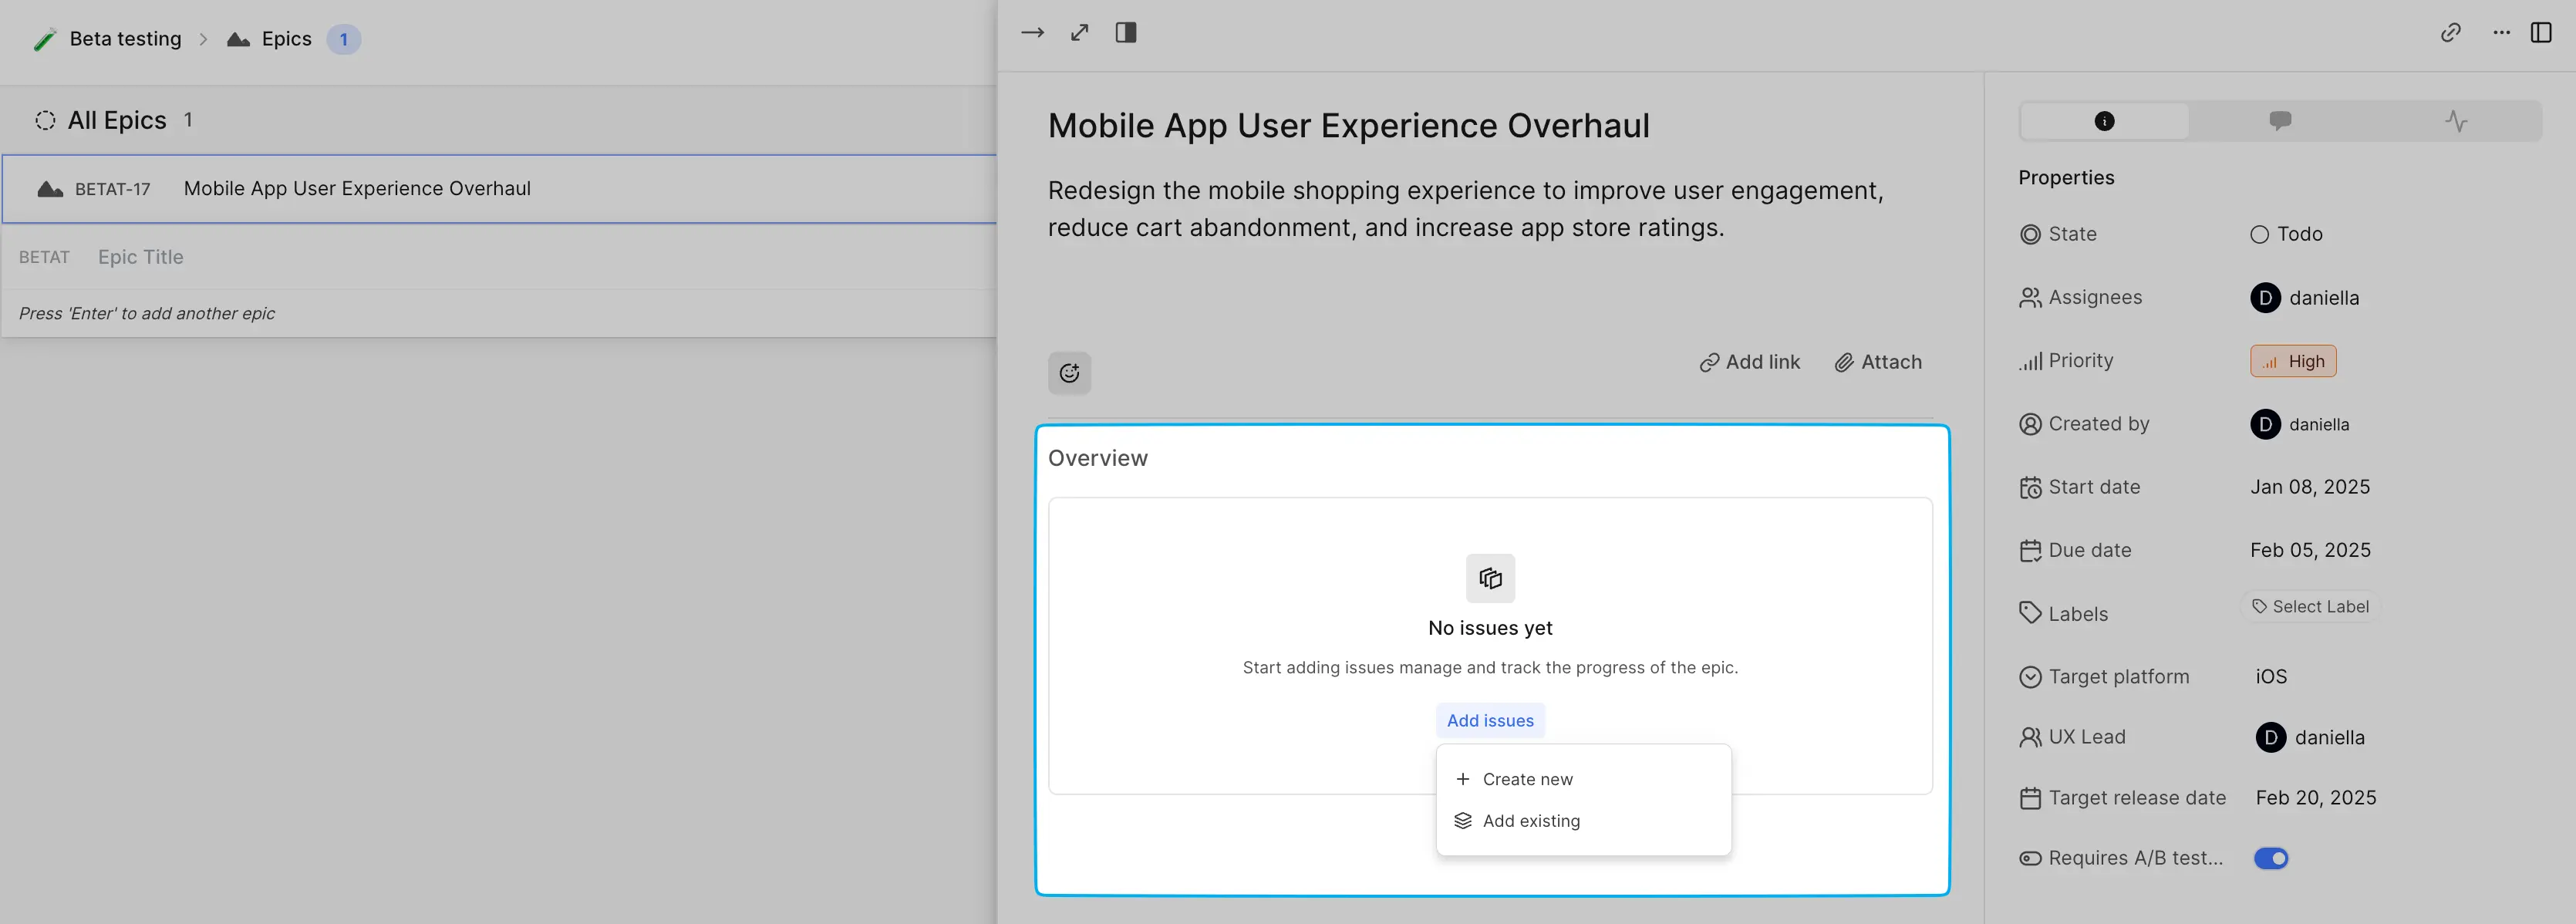 Beta testing > Epics 1
All Epics 1
BETAT-17 Mobile App User Experience Overhaul
BETAT Epic Title
Press 'Enter' to add another epic
Mobile App User Experience Overhaul
Redesign the mobile shopping experience to improve user engagement,
reduce cart abandonment, and increase app store ratings.
Add link Attach
Overview
No issues yet
Start adding issues manage and track the progress of the epic.
Add issues
Create new
Add existing
Properties
State Todo
Assignees D daniella
Priority High
Created by D daniella
Start date Jan 08, 2025
Due date Feb 05, 2025
Labels Select Label
Target platform iOS
UX Lead D daniella
Target release date Feb 20, 2025
Requires A/B test...